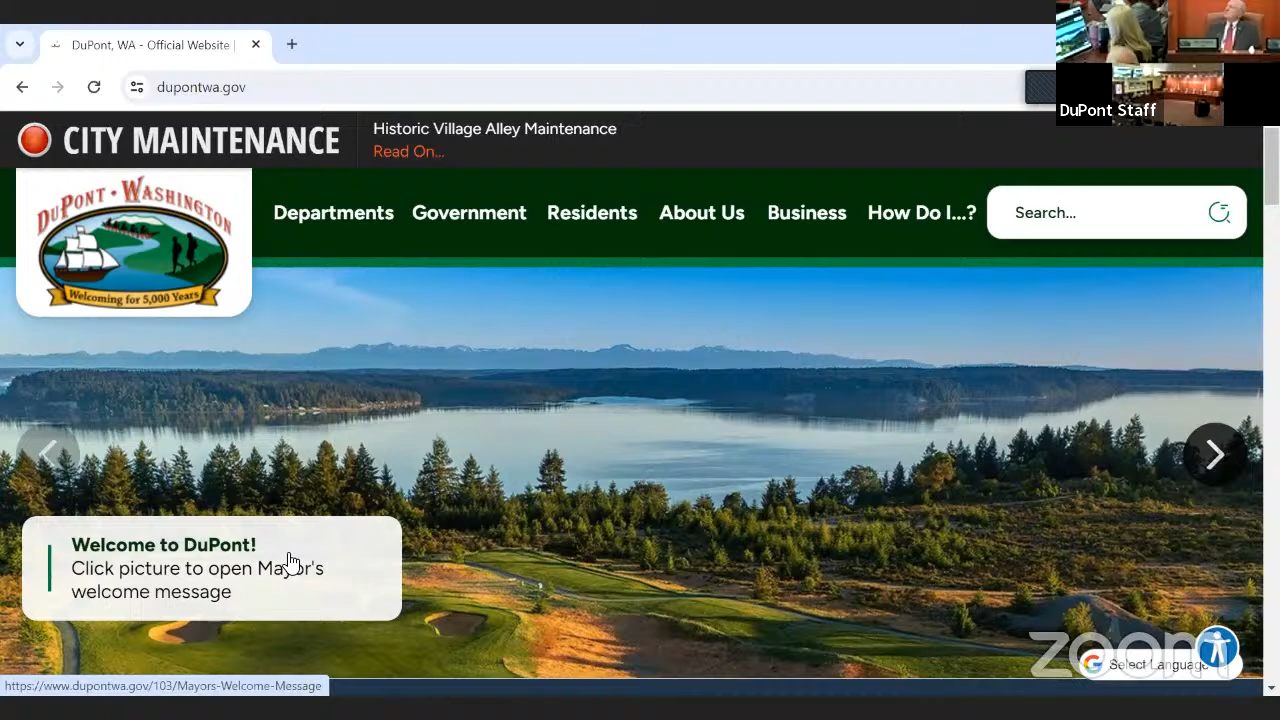 DuPont, WA - Official Website |
dupontwa.gov
DuPont Staff
CITY MAINTENANCE
Historic Village Alley Maintenance
Read On...
DuPont • Washington
Welcoming for 5,000 Years
Departments
Government
Residents
About Us
Business
How Do I...?
Search...
Welcome to DuPont!
Click picture to open Mayor's
welcome message
zoom
Select Language
https://www.dupontwa.gov/103/Mayors-Welcome-Message